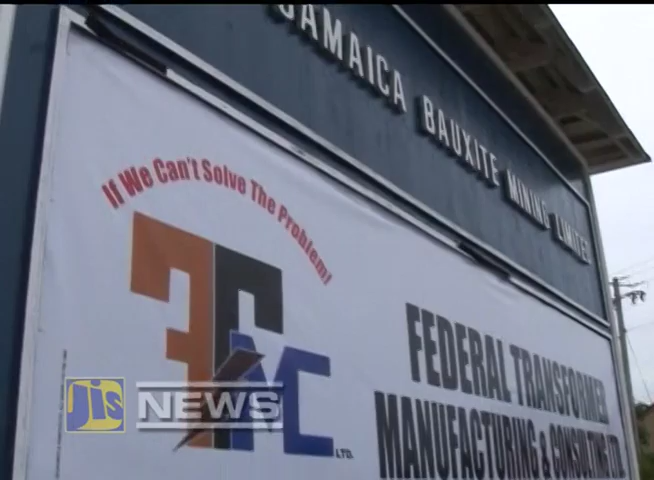 JAMAICA BAUXITE MINING LIMITED
If We Can't Solve The Problem!
FTMC
LTD.
FEDERAL TRANSFORMER
MANUFACTURING & CONSULTING LTD.
JIS NEWS